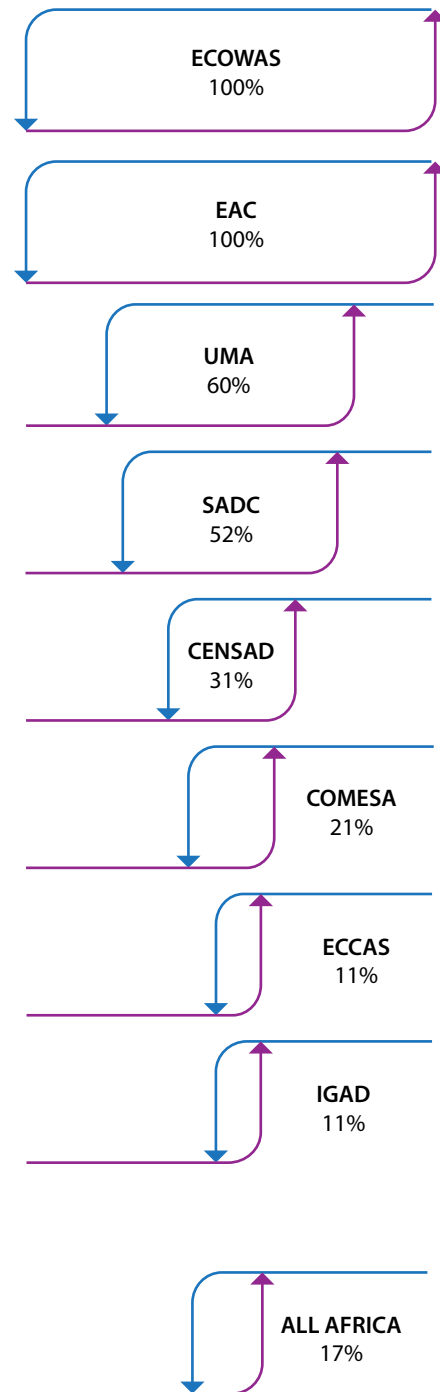 ECOWAS
100%
EAC
100%
UMA
60%
SADC
52%
CENSAD
31%
COMESA
21%
ECCAS
11%
IGAD
11%
ALL AFRICA
17%